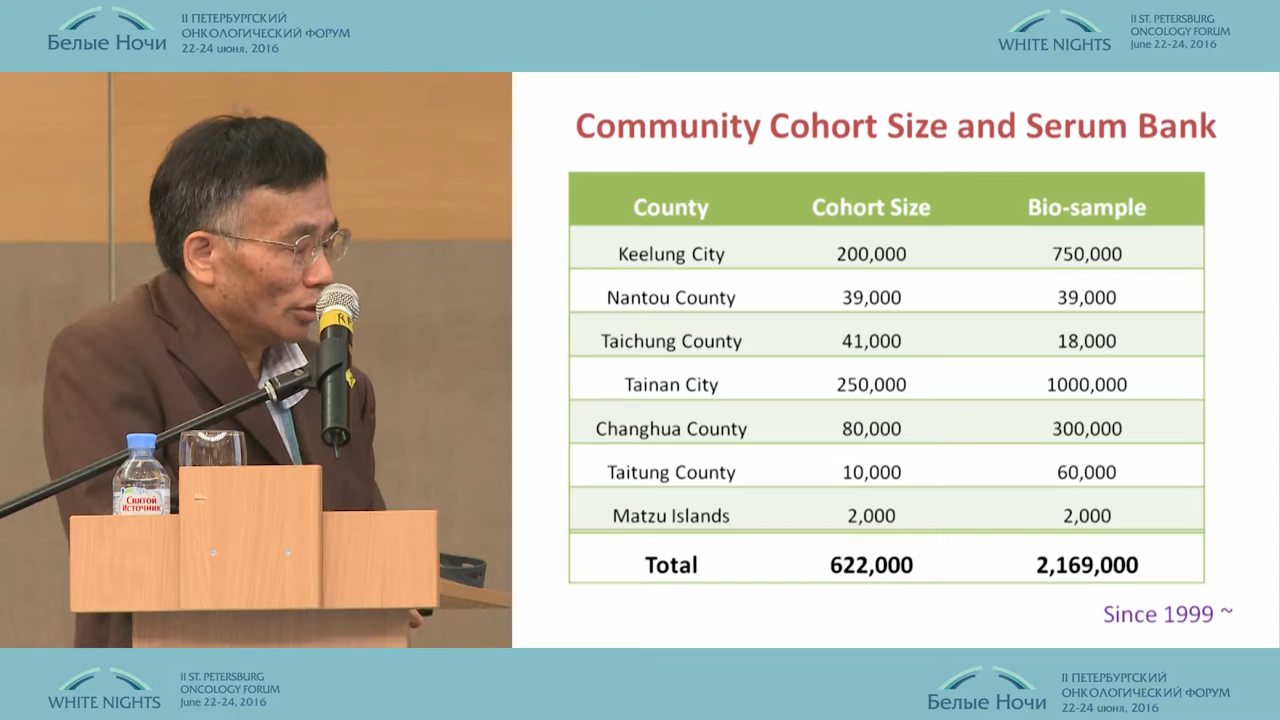 Белые Ночи
II ПЕТЕРБУРГСКИЙ
ОНКОЛОГИЧЕСКИЙ ФОРУМ
22-24 июня, 2016
WHITE NIGHTS
II ST. PETERSBURG
ONCOLOGY FORUM
June 22-24, 2016
Святой
Источник
Community Cohort Size and Serum Bank
County Cohort Size Bio-sample
Keelung City 200,000 750,000
Nantou County 39,000 39,000
Taichung County 41,000 18,000
Tainan City 250,000 1000,000
Changhua County 80,000 300,000
Taitung County 10,000 60,000
Matzu Islands 2,000 2,000
Total 622,000 2,169,000
Since 1999 ~
WHITE NIGHTS
II ST. PETERSBURG
ONCOLOGY FORUM
June 22-24, 2016
Белые Ночи
II ПЕТЕРБУРГСКИЙ
ОНКОЛОГИЧЕСКИЙ ФОРУМ
22-24 июня, 2016